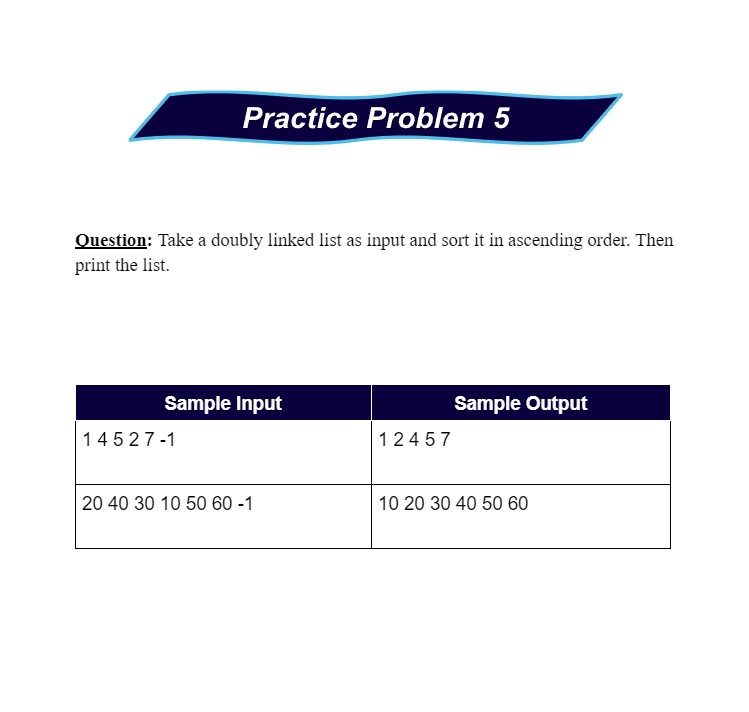 Practice Problem 5
Question: Take a doubly linked list as input and sort it in ascending order. Then
print the list.
Sample Input Sample Output
1 4 5 2 7 -1 1 2 4 5 7
20 40 30 10 50 60 -1 10 20 30 40 50 60